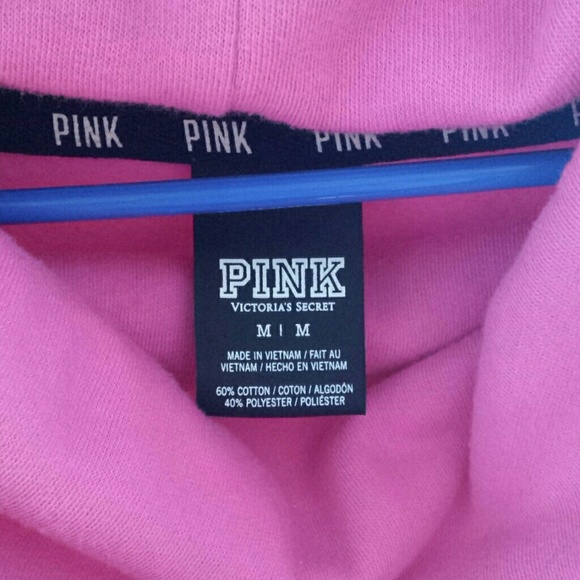 PINK PINK PINK PINK
PINK
VICTORIA'S SECRET
M | M
MADE IN VIETNAM / FAIT AU
VIETNAM / HECHO EN VIETNAM
60% COTTON / COTON / ALGODÓN
40% POLYESTER / POLIÉSTER